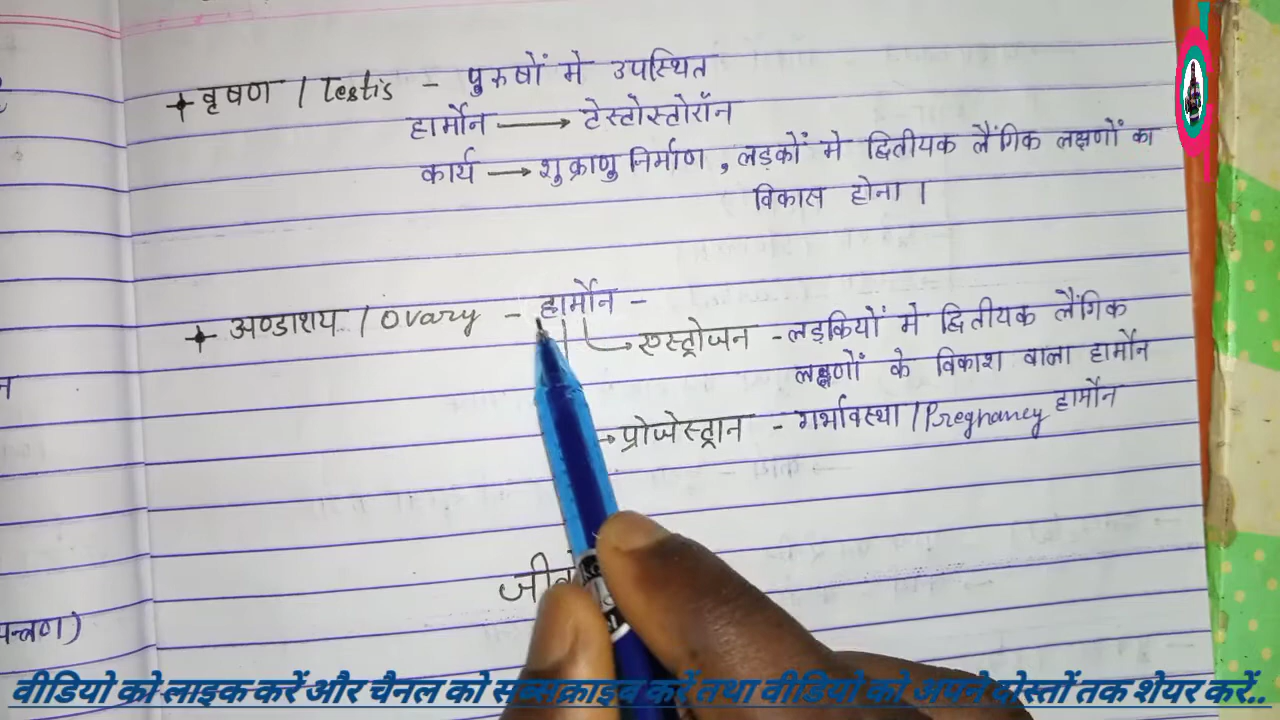 वृषण / Testis - पुरुषों मे उपस्थित
हार्मोन → टेस्टोस्टोरॉन
कार्य → शुक्राणु निर्माण , लड़कों मे द्वितीयक लैंगिक लक्षणों का
विकास होना ।
अण्डाशय / Ovary - हार्मोन -
→ एस्ट्रोजन - लड़कियों मे द्वितीयक लैंगिक
लक्षणों के विकाश वाला हार्मोन
→ प्रोजेस्ट्रान - गर्भावस्था / Pregnancy हार्मोन
वीडियो को लाइक करें और चैनल को सब्सक्राइब करें तथा वीडियो को अपने दोस्तों तक शेयर करें..